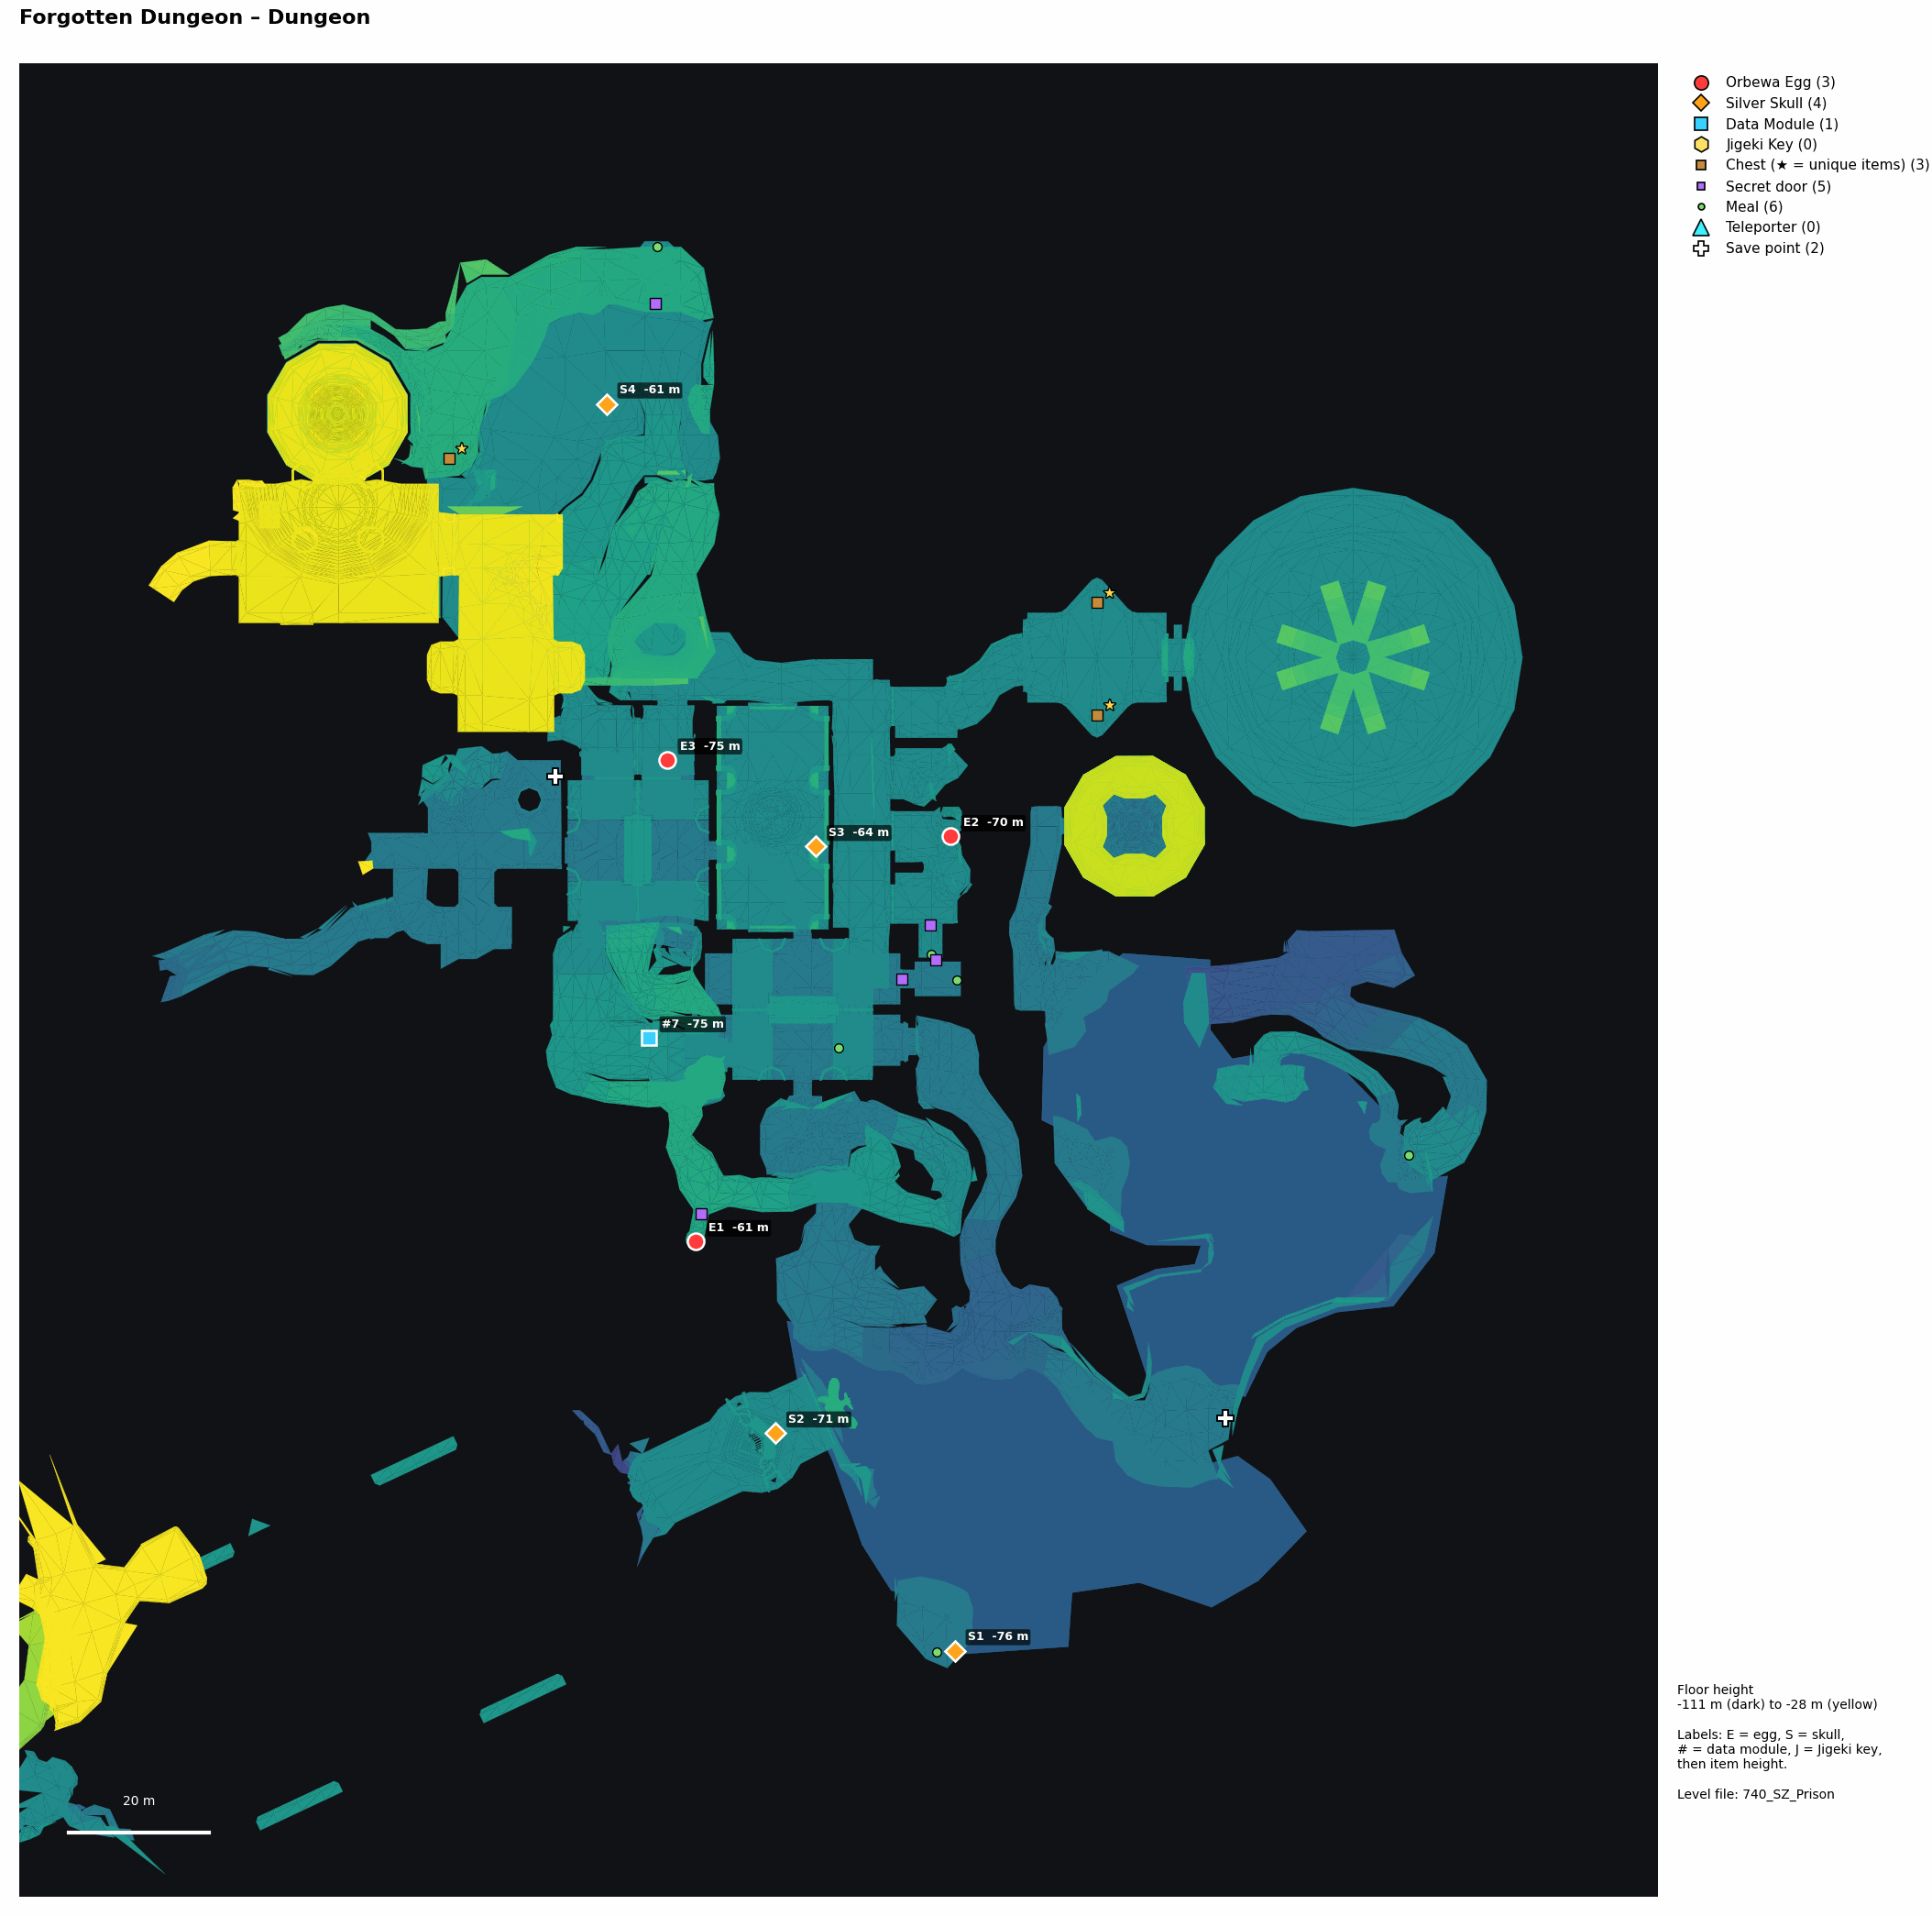 Forgotten Dungeon – Dungeon
Orbewa Egg (3)
Silver Skull (4)
Data Module (1)
Jigeki Key (0)
Chest (★ = unique items) (3)
Secret door (5)
Meal (6)
Teleporter (0)
Save point (2)
S4 -61 m
E3 -75 m
E2 -70 m
S3 -64 m
#7 -75 m
E1 -61 m
S2 -71 m
S1 -76 m
20 m
Floor height
-111 m (dark) to -28 m (yellow)
Labels: E = egg, S = skull,
# = data module, J = Jigeki key,
then item height.
Level file: 740_SZ_Prison